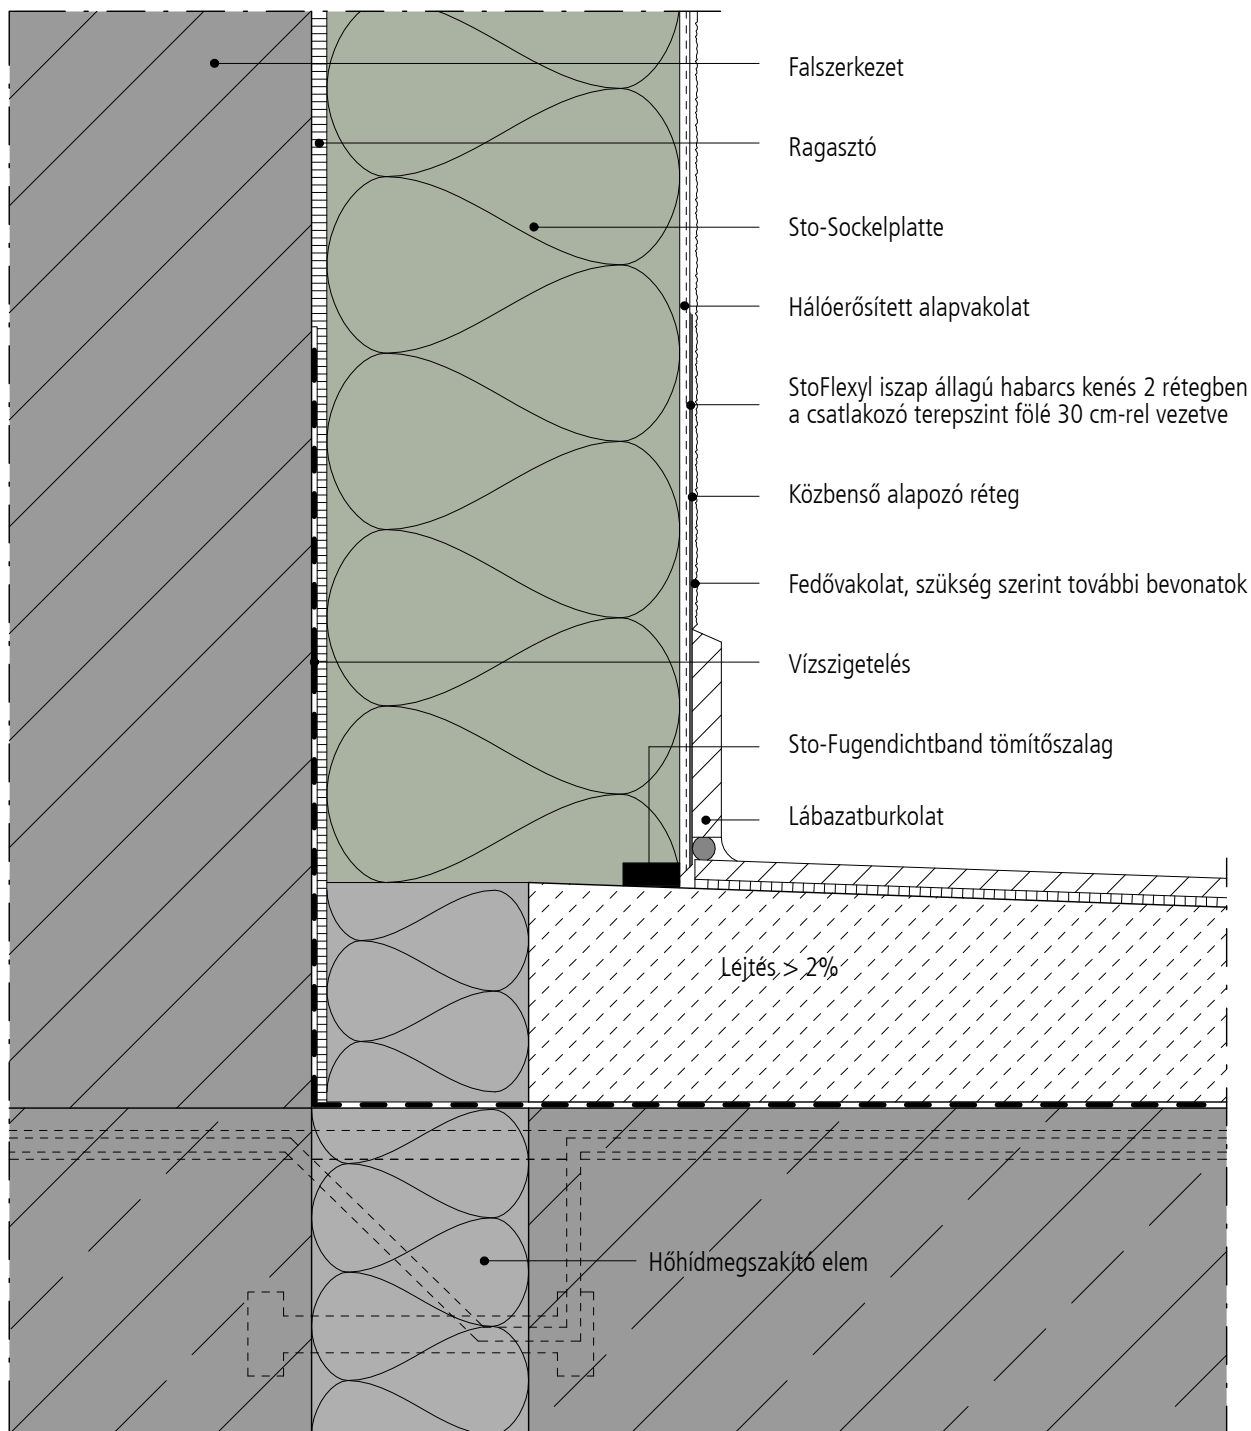 Falszerkezet
Ragasztó
Sto-Sockelplatte
Hálóerősített alapvakolat
StoFlexyl iszap állagú habarcs kenés 2 rétegben
a csatlakozó terepszint fölé 30 cm-rel vezetve
Közbenső alapozó réteg
Fedővakolat, szükség szerint további bevonatok
Vízszigetelés
Sto-Fugendichtband tömítőszalag
Lábazatburkolat
Lejtés > 2%
Hőhídmegszakító elem